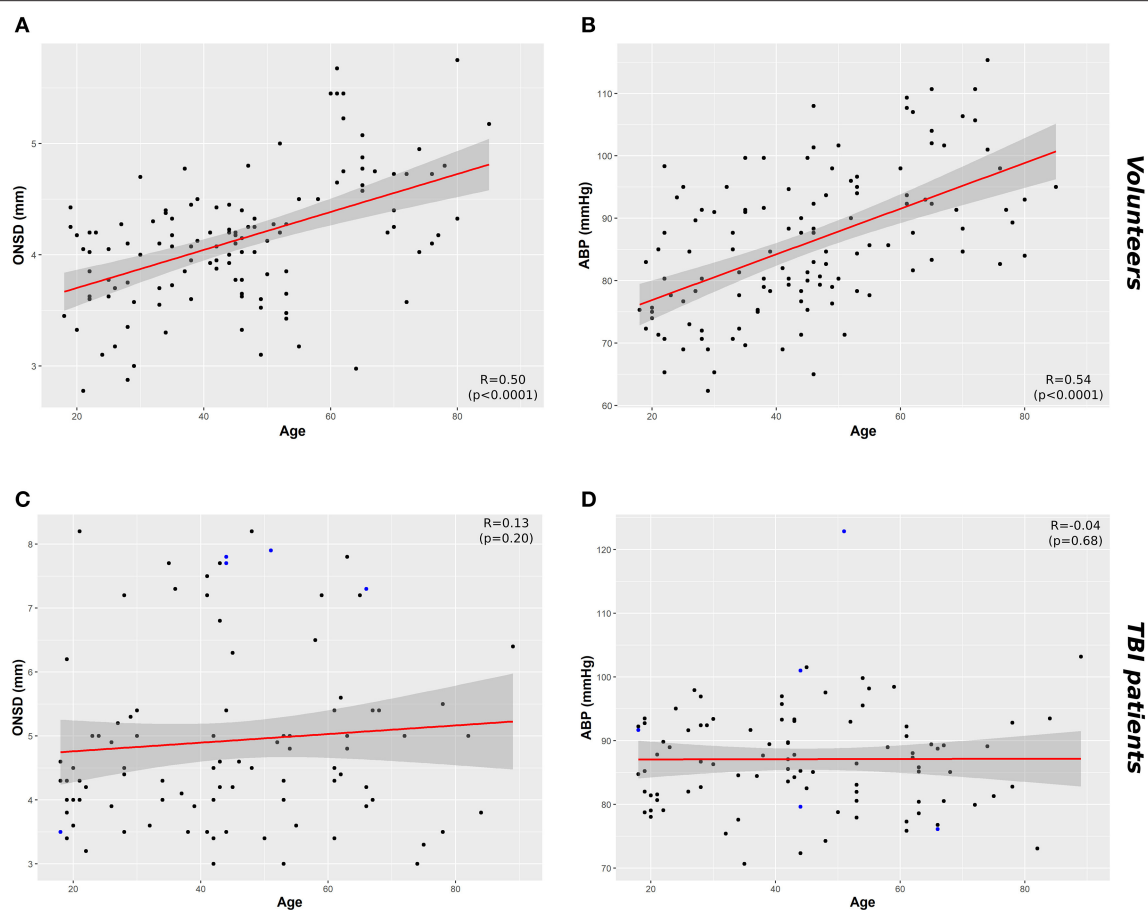 A
ONSD (mm)
5
4
3
20
40
60
80
Age
R=0.50
(p<0.0001)
B
ABP (mmHg)
110
100
90
80
70
60
20
40
60
80
Age
R=0.54
(p<0.0001)
Volunteers
C
ONSD (mm)
8
7
6
5
4
3
20
40
60
80
Age
R=0.13
(p=0.20)
D
ABP (mmHg)
120
110
100
90
80
70
20
40
60
80
Age
R=-0.04
(p=0.68)
TBI patients